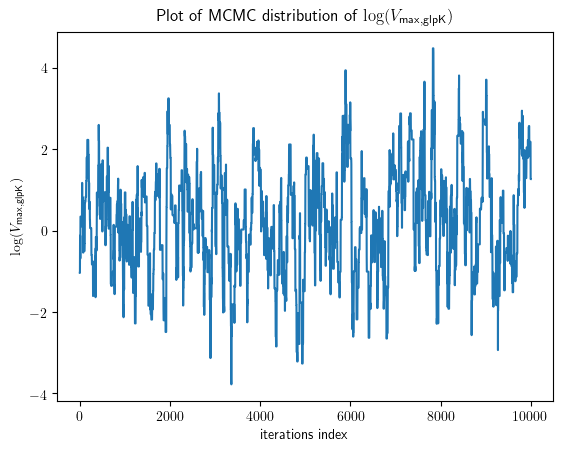 Plot of MCMC distribution of log(V_max,glpK)
log(V_max,glpK)
4
2
0
−2
−4
0 2000 4000 6000 8000 10000
iterations index